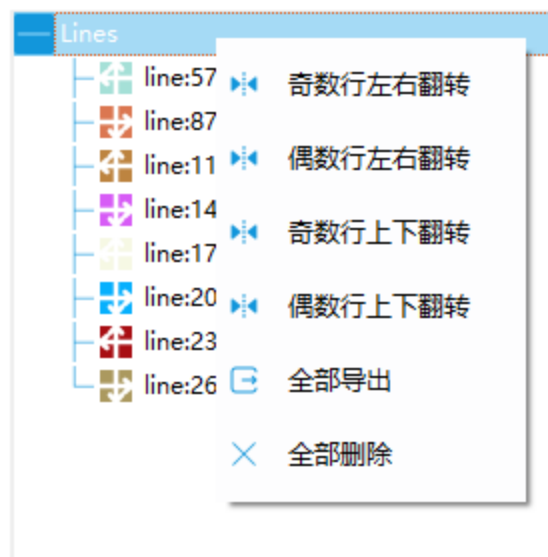 Lines
line:57
奇数行左右翻转
line:87
line:11
偶数行左右翻转
line:14
奇数行上下翻转
line:17
line:20
偶数行上下翻转
line:23
line:26
全部导出
全部删除